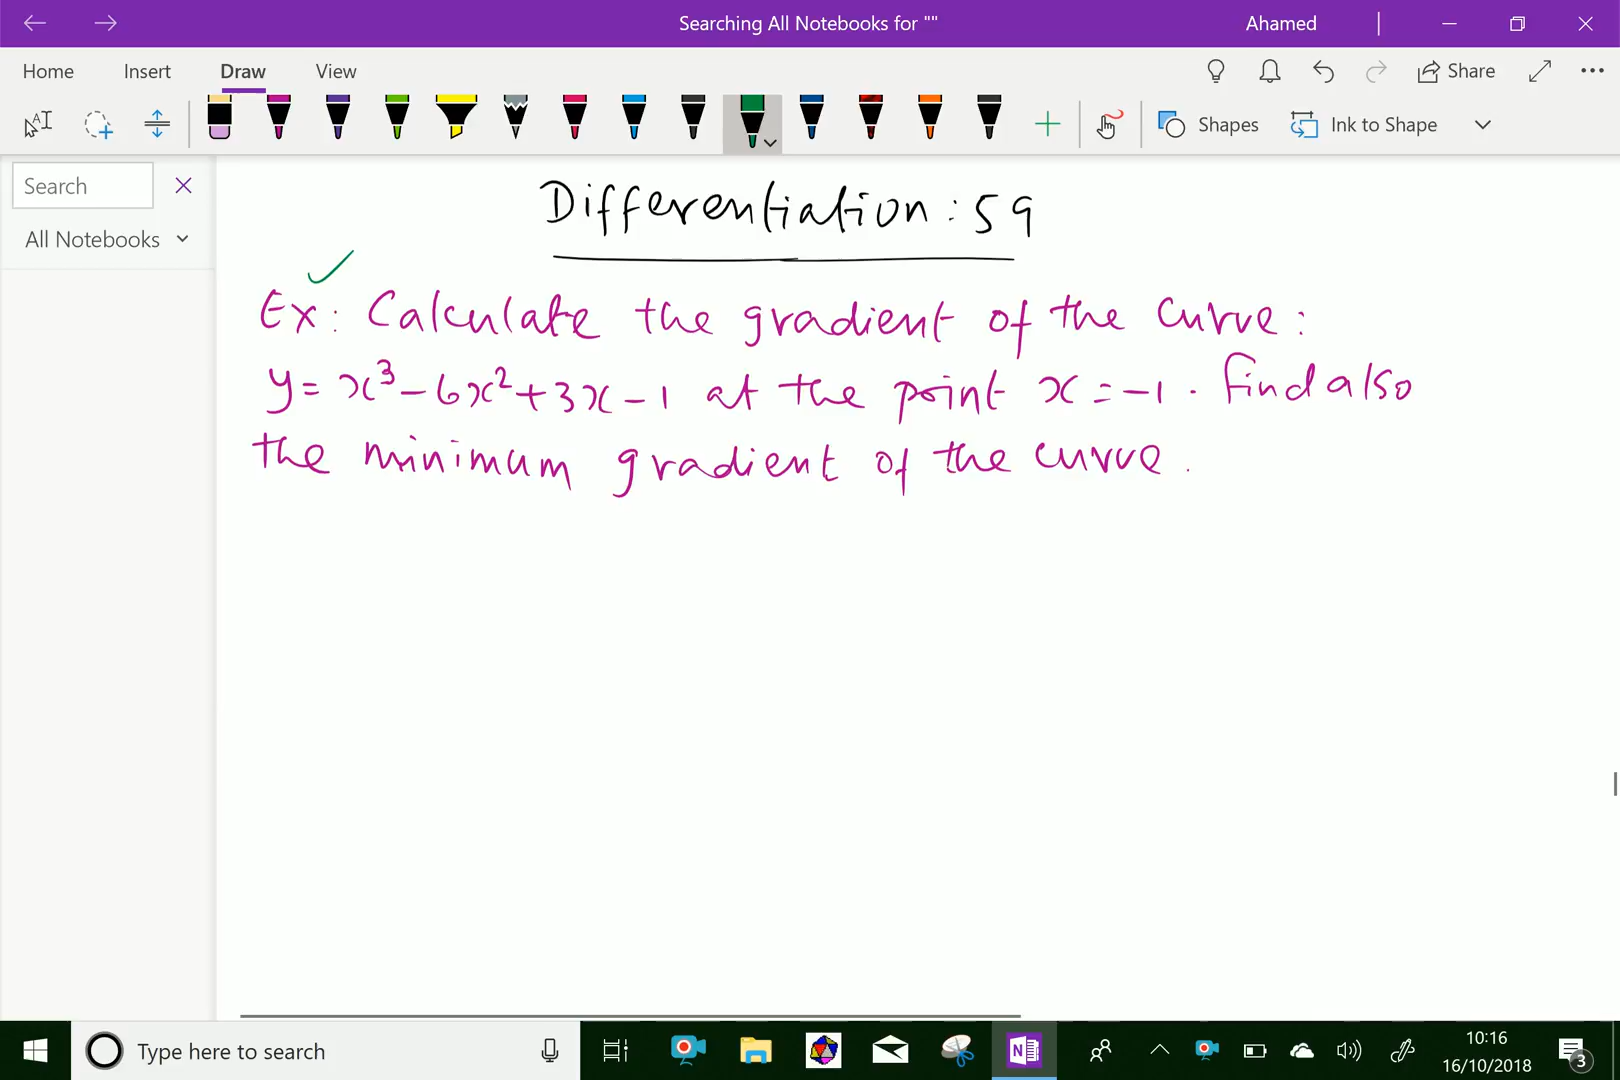 Searching All Notebooks for ""
Ahamed
Home Insert Draw View
Share
Shapes
Ink to Shape
Search
All Notebooks
Differentiation: 59
Ex: Calculate the gradient of the curve:
y = x³ - 6x² + 3x - 1 at the point x = -1. Find also
the minimum gradient of the curve.
Type here to search
N
10:16
16/10/2018
3